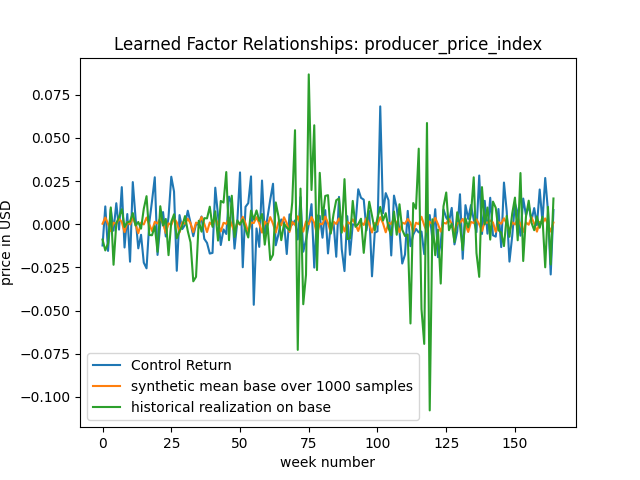 Learned Factor Relationships: producer_price_index
0.075
0.050
0.025
0.000
−0.025
−0.050
−0.075
−0.100
price in USD
Control Return
synthetic mean base over 1000 samples
historical realization on base
0 25 50 75 100 125 150
week number